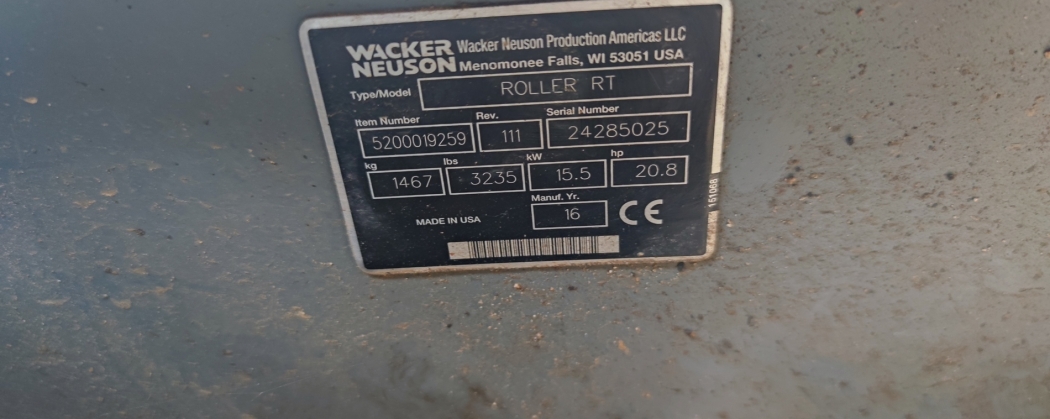 WACKER NEUSON Wacker Neuson Production Americas LLC
Menomonee Falls, WI 53051 USA
Type/Model ROLLER RT
Item Number Rev. Serial Number
5200019259 111 24285025
kg lbs kW hp
1467 3235 15.5 20.8
Manuf. Yr.
MADE IN USA 16 CE
161066